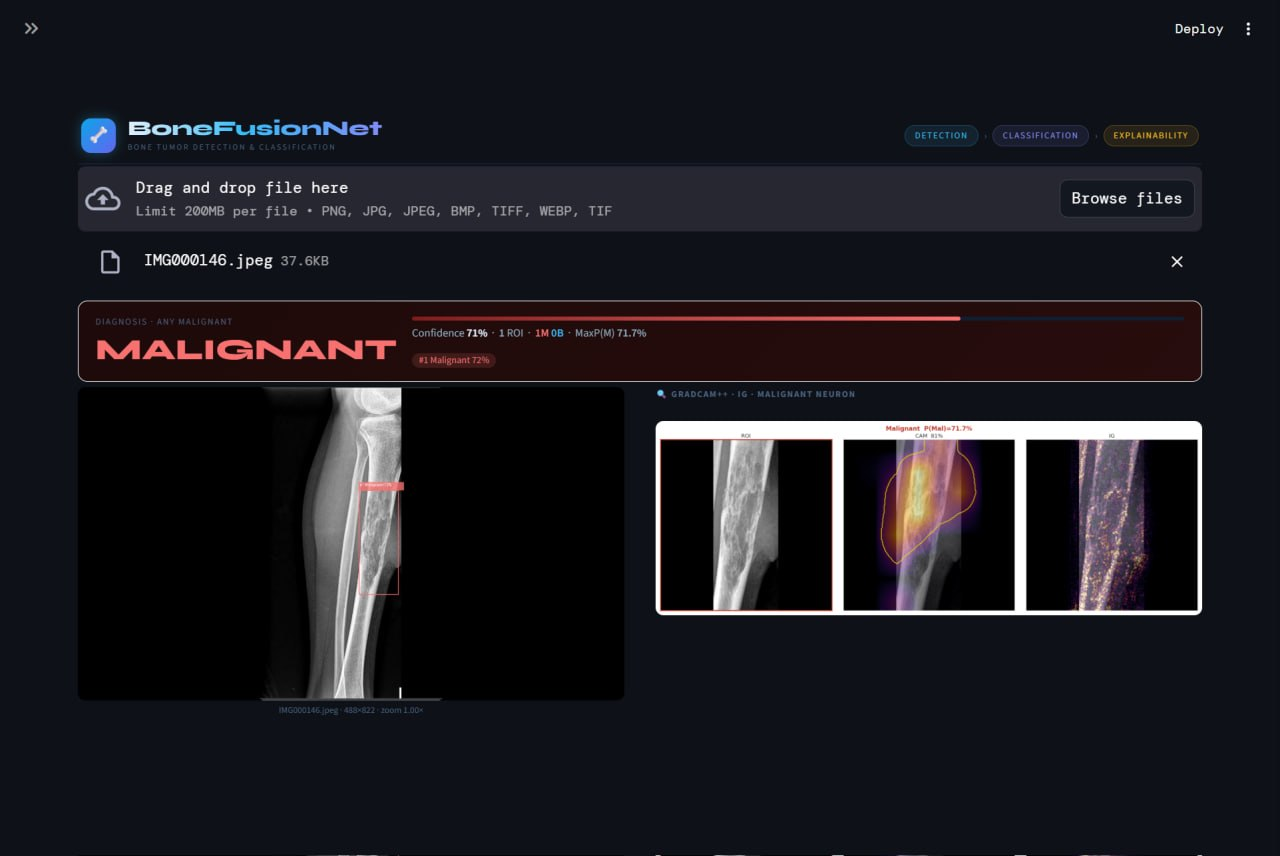 Deploy
BoneFusionNet
BONE TUMOR DETECTION & CLASSIFICATION
DETECTION › CLASSIFICATION › EXPLAINABILITY
Drag and drop file here
Limit 200MB per file • PNG, JPG, JPEG, BMP, TIFF, WEBP, TIF
Browse files
IMG000146.jpeg 37.6KB
DIAGNOSIS · ANY MALIGNANT
MALIGNANT
Confidence 71% · 1 ROI · 1M 0B · MaxP(M) 71.7%
#1 Malignant 72%
IMG000146.jpeg · 488×822 · zoom 1.00×
GRADCAM++ · IG · MALIGNANT NEURON
Malignant P(Mal)=71.7%
ROI
CAM 81%
IG